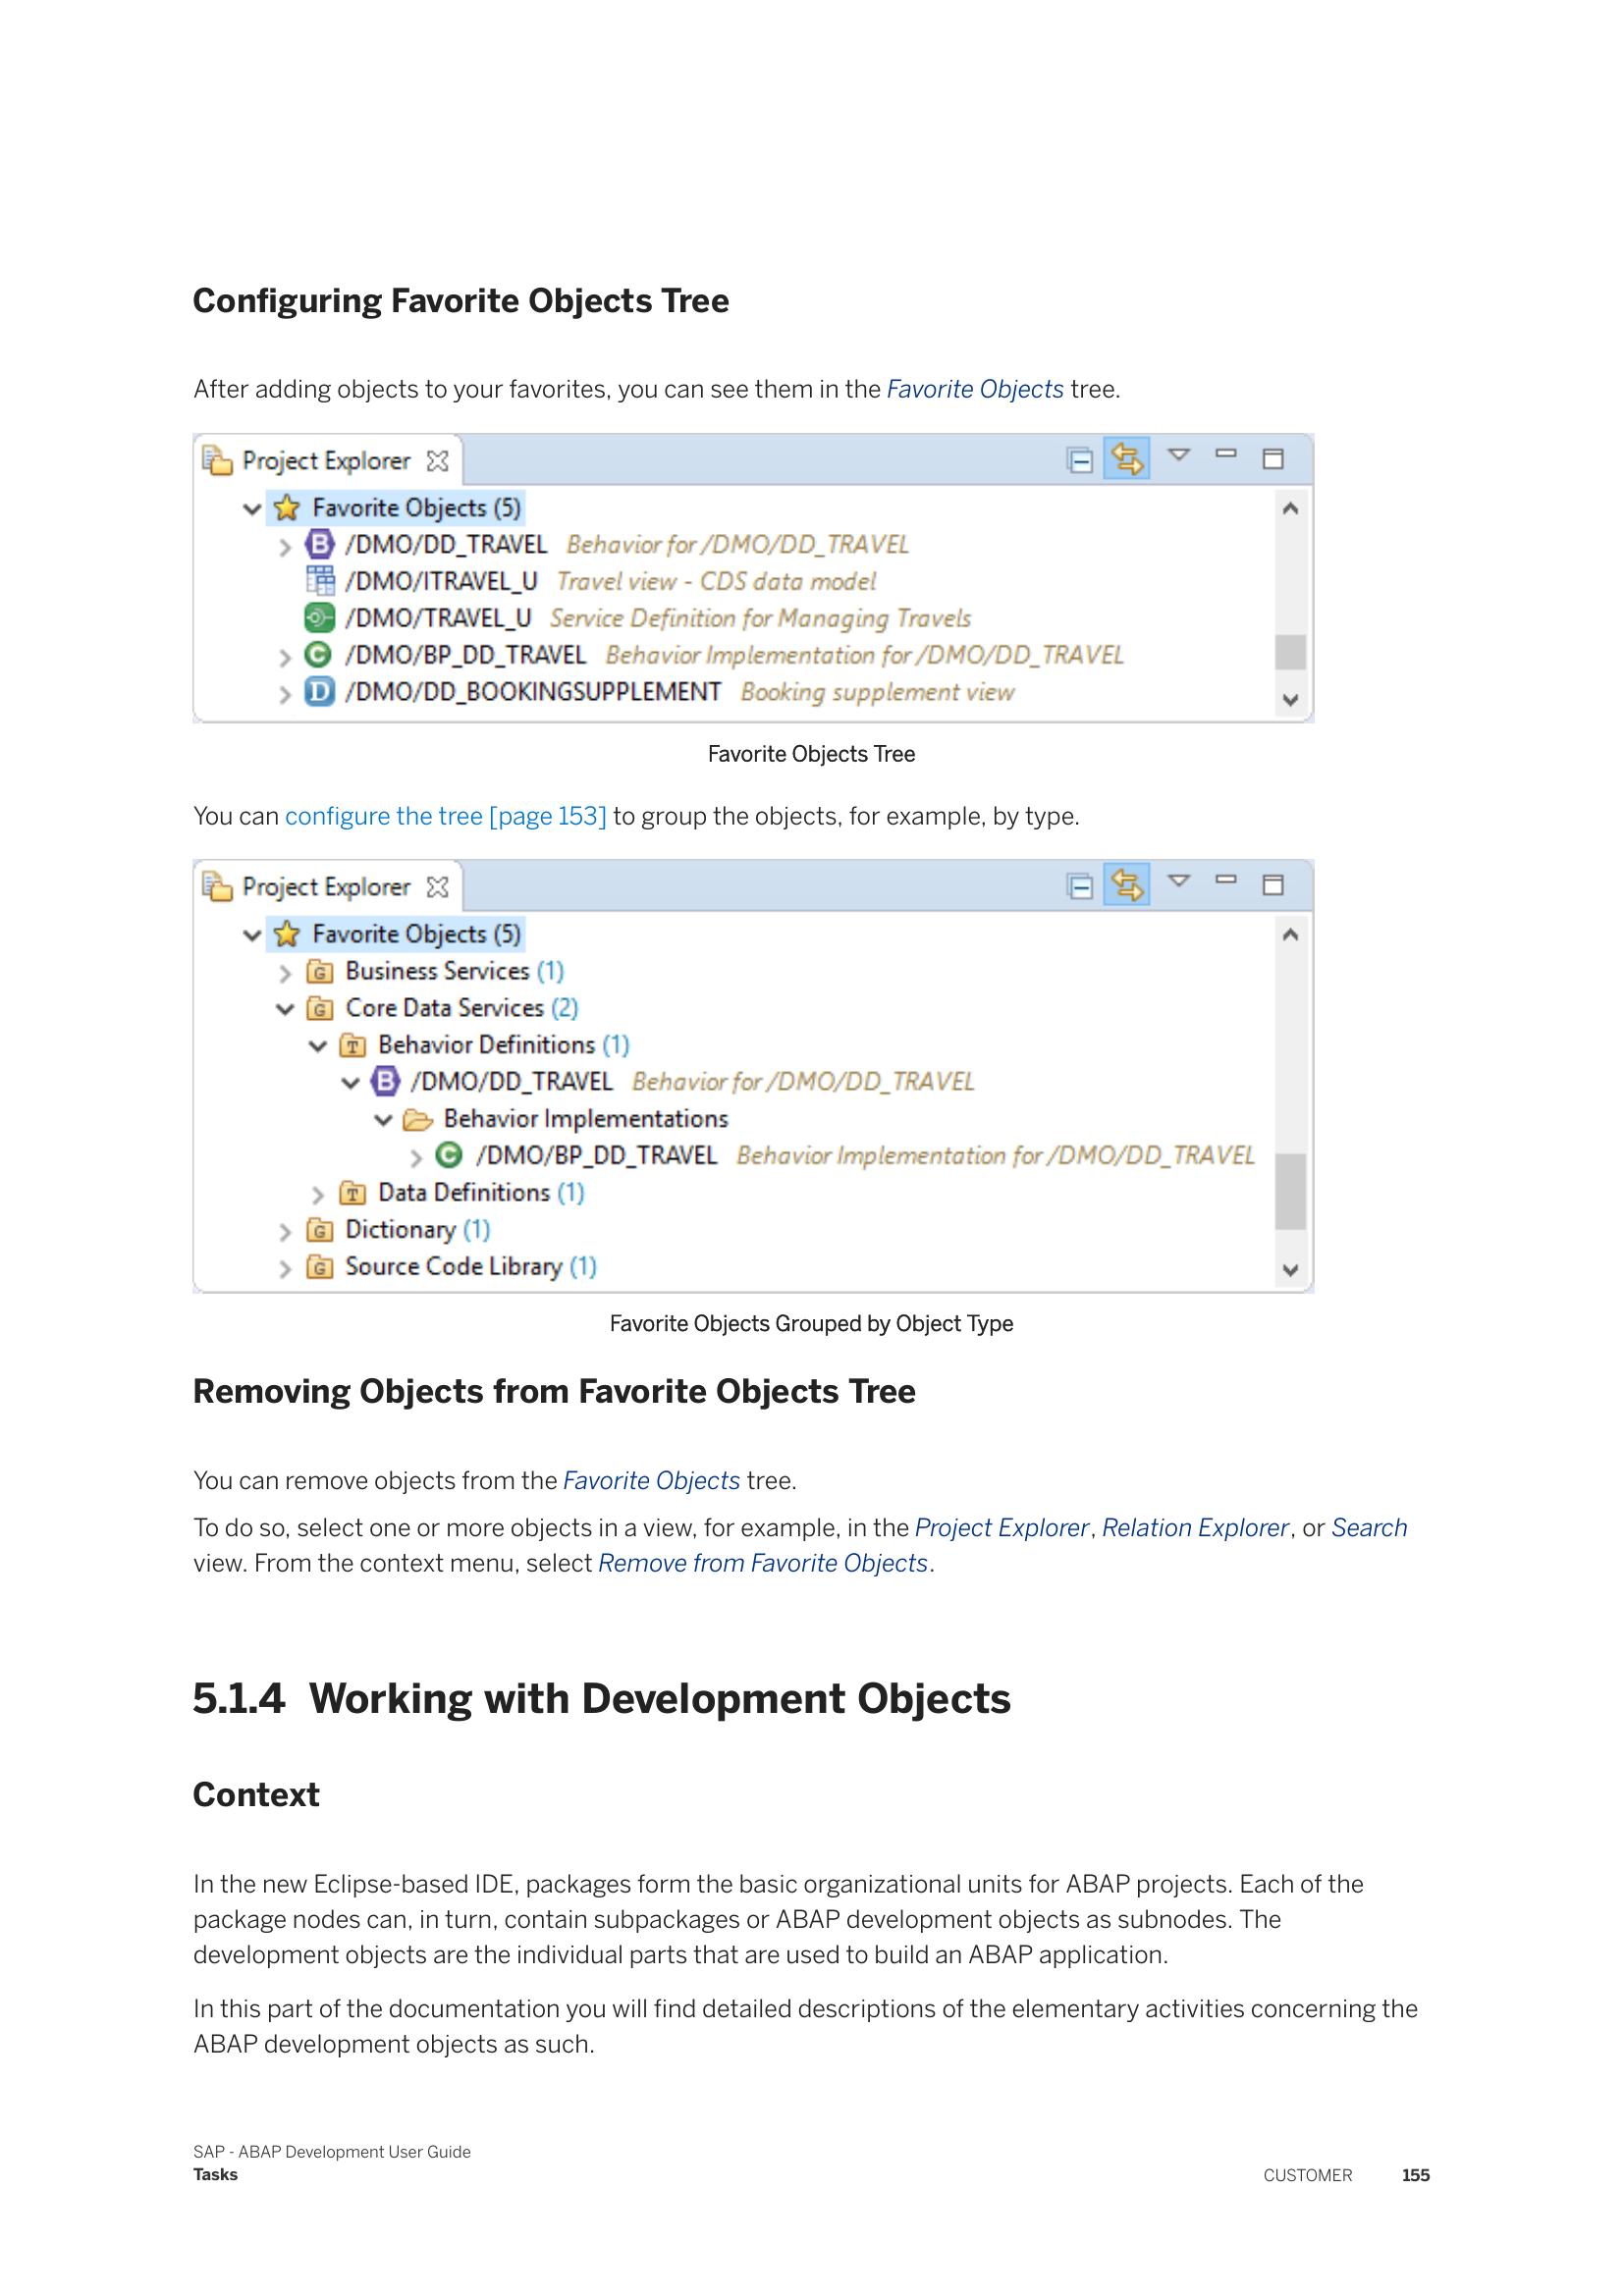 Configuring Favorite Objects Tree
After adding objects to your favorites, you can see them in the Favorite Objects tree.
Project Explorer
Favorite Objects (5)
B /DMO/DD_TRAVEL Behavior for /DMO/DD_TRAVEL
/DMO/ITRAVEL_U Travel view - CDS data model
/DMO/TRAVEL_U Service Definition for Managing Travels
C /DMO/BP_DD_TRAVEL Behavior Implementation for /DMO/DD_TRAVEL
D /DMO/DD_BOOKINGSUPPLEMENT Booking supplement view
Favorite Objects Tree
You can configure the tree [page 153] to group the objects, for example, by type.
Project Explorer
Favorite Objects (5)
G Business Services (1)
G Core Data Services (2)
T Behavior Definitions (1)
B /DMO/DD_TRAVEL Behavior for /DMO/DD_TRAVEL
Behavior Implementations
C /DMO/BP_DD_TRAVEL Behavior Implementation for /DMO/DD_TRAVEL
T Data Definitions (1)
G Dictionary (1)
G Source Code Library (1)
Favorite Objects Grouped by Object Type
Removing Objects from Favorite Objects Tree
You can remove objects from the Favorite Objects tree.
To do so, select one or more objects in a view, for example, in the Project Explorer, Relation Explorer, or Search
view. From the context menu, select Remove from Favorite Objects.
5.1.4 Working with Development Objects
Context
In the new Eclipse-based IDE, packages form the basic organizational units for ABAP projects. Each of the
package nodes can, in turn, contain subpackages or ABAP development objects as subnodes. The
development objects are the individual parts that are used to build an ABAP application.
In this part of the documentation you will find detailed descriptions of the elementary activities concerning the
ABAP development objects as such.
SAP - ABAP Development User Guide
Tasks
CUSTOMER 155